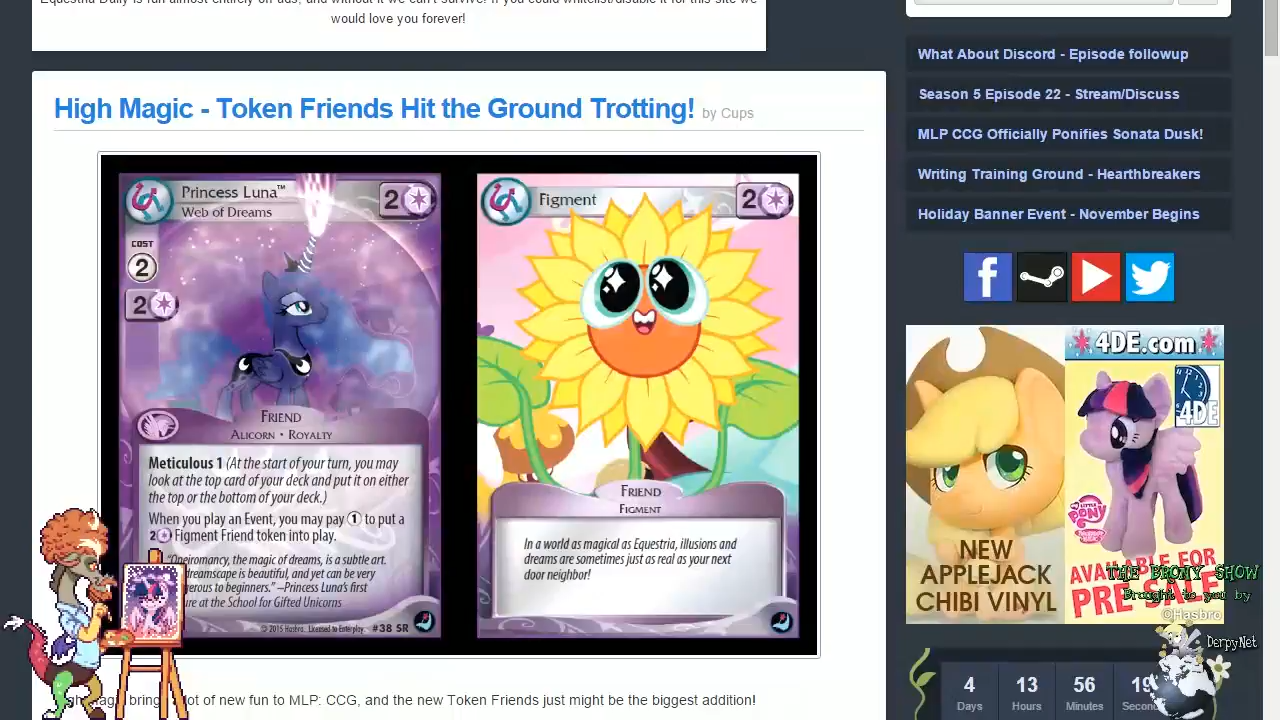 Equestria Daily is run almost entirely on ads, and without it we can't survive! If you could whitelist/disable it for this site we
would love you forever!
High Magic - Token Friends Hit the Ground Trotting! by Cups
Princess Luna™
Web of Dreams
2
COST
2
2
FRIEND
ALICORN • ROYALTY
Meticulous 1 (At the start of your turn, you may
look at the top card of your deck and put it on either
the top or the bottom of your deck.)
When you play an Event, you may pay 1 to put a
2 Figment Friend token into play.
"Oneiromancy, the magic of dreams, is a subtle art.
dreamscape is beautiful, and yet can be very
gerous to beginners." –Princess Luna's first
ure at the School for Gifted Unicorns
© 2015 Hasbro. Licensed to Enterplay. #38 SR
Figment
2
FRIEND
FIGMENT
In a world as magical as Equestria, illusions and
dreams are sometimes just as real as your next
door neighbor!
bring lot of new fun to MLP: CCG, and the new Token Friends just might be the biggest addition!
What About Discord - Episode followup
Season 5 Episode 22 - Stream/Discuss
MLP CCG Officially Ponifies Sonata Dusk!
Writing Training Ground - Hearthbreakers
Holiday Banner Event - November Begins
NEW
APPLEJACK
CHIBI VINYL
4DE.com
4DE
AVAILABLE FOR
PRE-SALE
THE BRONY SHOW
Brought to you by
©Hasbro
DerpyNet
4 13 56 19
Days Hours Minutes